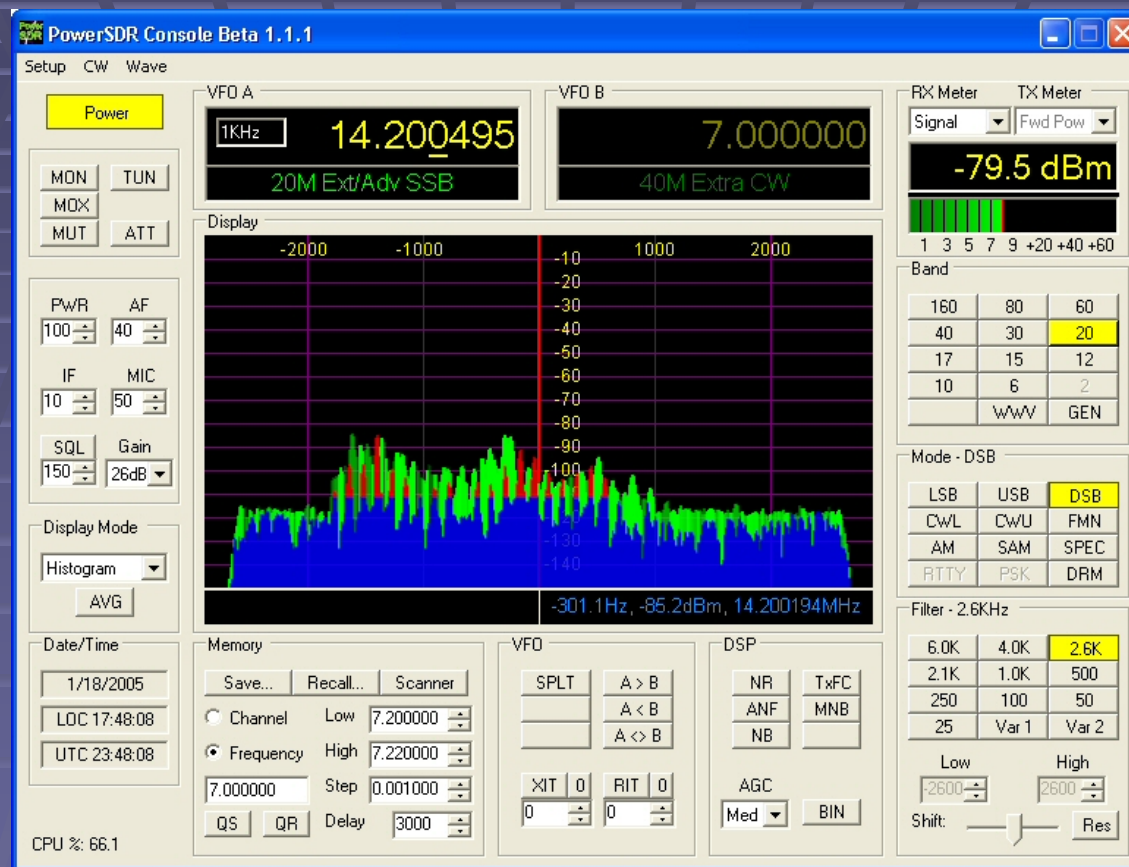 PowerSDR Console Beta 1.1.1
Setup CW Wave
Power
MON TUN
MOX
MUT ATT
PWR AF
100 40
IF MIC
10 50
SQL Gain
150 26dB
Display Mode
Histogram
AVG
Date/Time
1/18/2005
LOC 17:48:08
UTC 23:48:08
CPU %: 66.1
VFO A
1KHz 14.200495
20M Ext/Adv SSB
VFO B
7.000000
40M Extra CW
Display
-2000 -1000 1000 2000
-10
-20
-30
-40
-50
-60
-70
-80
-90
-100
-120
-130
-140
-301.1Hz, -85.2dBm, 14.200194MHz
Memory
Save... Recall... Scanner
Channel Low 7.200000
Frequency High 7.220000
7.000000 Step 0.001000
QS QR Delay 3000
VFO
SPLT A > B
A < B
A <> B
XIT 0 RIT 0
0 0
DSP
NR TxFC
ANF MNB
NB
AGC
Med BIN
RX Meter TX Meter
Signal Fwd Pow
-79.5 dBm
1 3 5 7 9 +20 +40 +60
Band
160 80 60
40 30 20
17 15 12
10 6 2
WWV GEN
Mode - DSB
LSB USB DSB
CWL CWU FMN
AM SAM SPEC
RTTY PSK DRM
Filter - 2.6KHz
6.0K 4.0K 2.6K
2.1K 1.0K 500
250 100 50
25 Var 1 Var 2
Low High
-2600 2600
Shift: Res